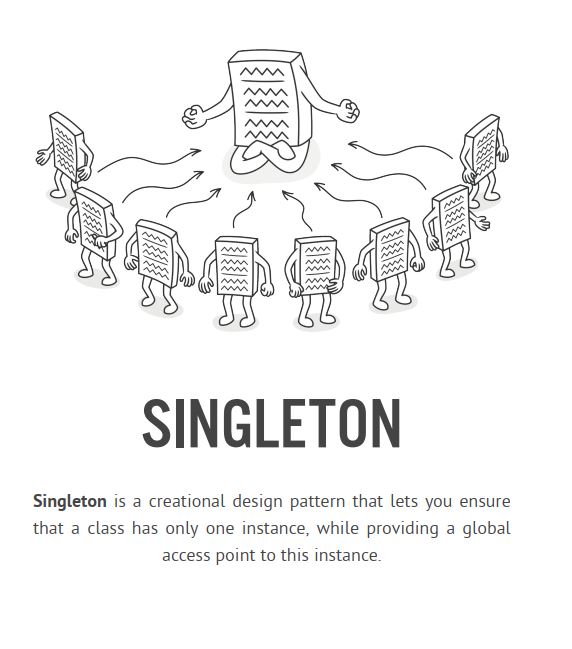 SINGLETON
Singleton is a creational design pattern that lets you ensure
that a class has only one instance, while providing a global
access point to this instance.